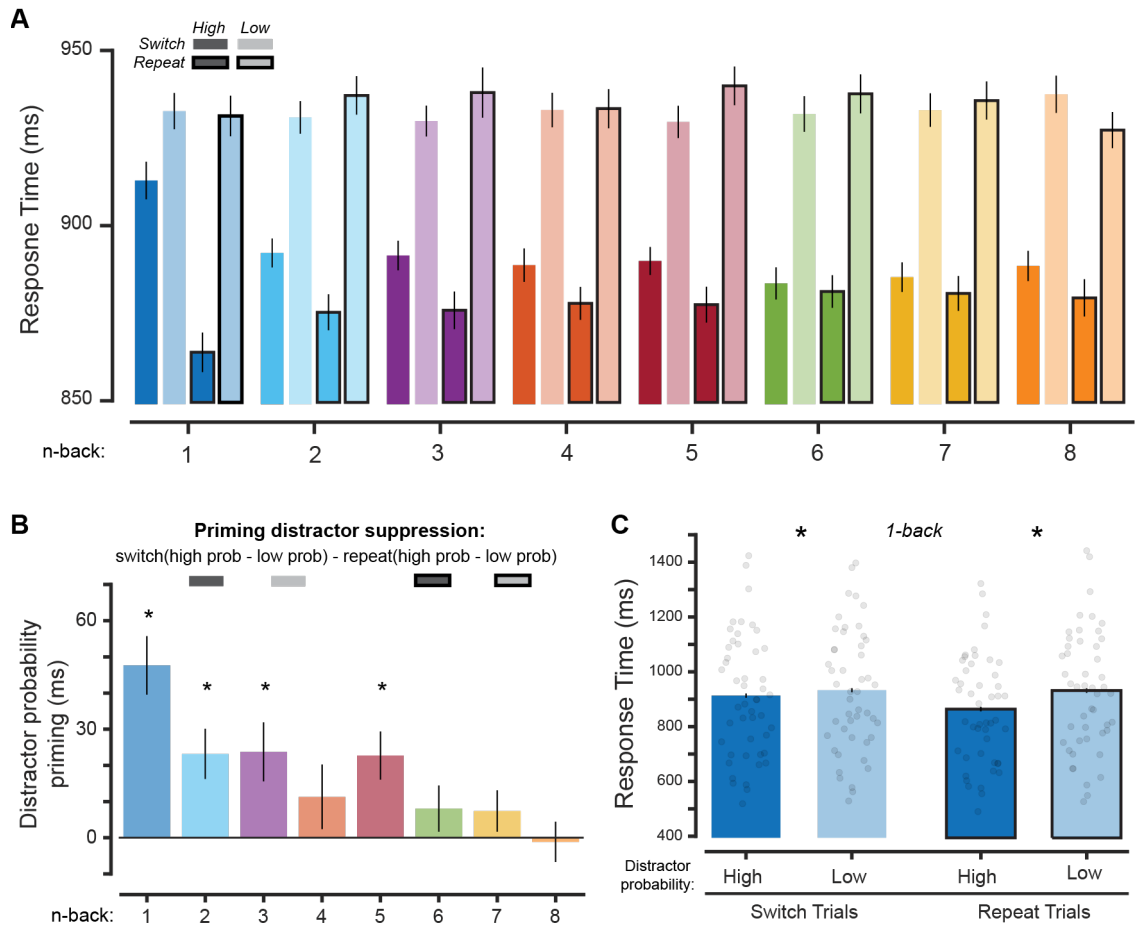 A
High Low
Switch
Repeat
950
900
850
Resposne Time (ms)
n-back: 1 2 3 4 5 6 7 8
B
Priming distractor suppression:
switch(high prob - low prob) - repeat(high prob - low prob)
60
30
0
Distractor probability
priming (ms)
* * * *
n-back: 1 2 3 4 5 6 7 8
C
* 1-back *
1400
1200
1000
800
600
400
Response Time (ms)
Distractor
probability: High Low High Low
Switch Trials Repeat Trials